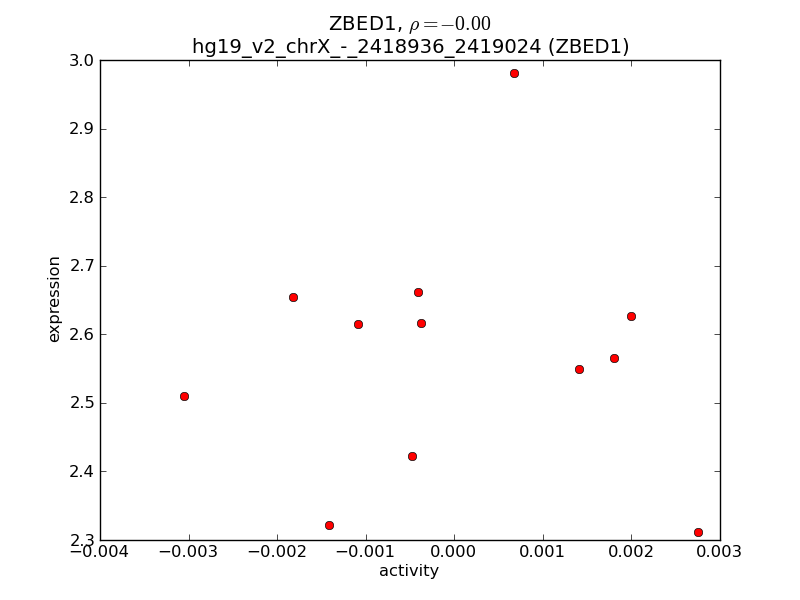 ZBED1, ρ = −0.00
hg19_v2_chrX_-_2418936_2419024 (ZBED1)
3.0
2.9
2.8
2.7
2.6
2.5
2.4
2.3
expression
−0.004 −0.003 −0.002 −0.001 0.000 0.001 0.002 0.003
activity